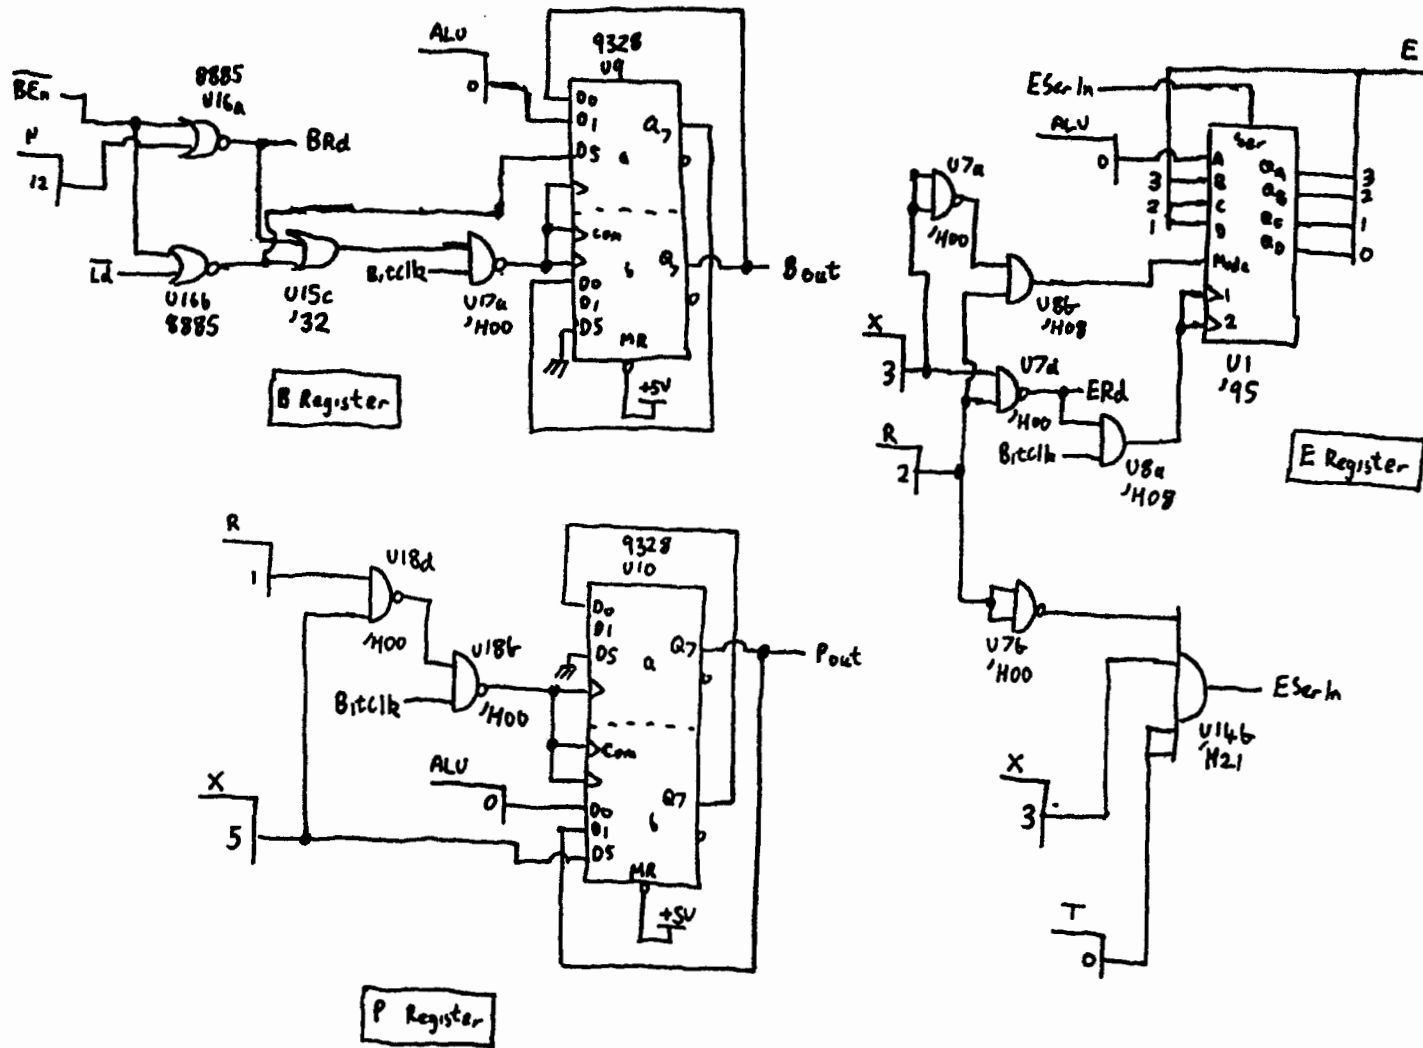 ALU
0
9328
U9
D0
D1
DS
a
Q7
Com
b
Q7
D0
D1
DS
MR
+5V
Bout
BEn
N
12
8885
U16a
BRd
Ld
U16b
8885
U15c
'32
BitClk
U17a
'H00
B Register
E
ESerIn
ALU
0
3
2
1
Ser
A
B
C
D
Mode
1
2
QA
QB
QC
QD
3
2
1
0
U1
'95
U7a
'H00
U8b
'H08
X
3
U7d
'H00
ERd
R
2
BitClk
U8a
'H08
E Register
R
1
U18d
'H00
U18b
'H00
BitClk
X
5
ALU
0
9328
U10
D0
D1
DS
a
Q7
Com
D0
D1
DS
b
Q7
MR
+5V
Pout
P Register
U7b
'H00
ESerIn
U14b
'H21
X
3
T
0